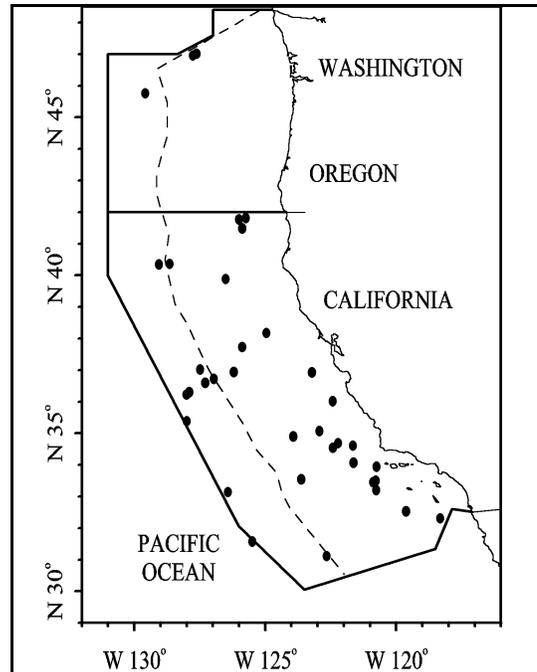 WASHINGTON
N 45°
OREGON
N 40°
CALIFORNIA
N 35°
PACIFIC
OCEAN
N 30°
W 130° W 125° W 120°